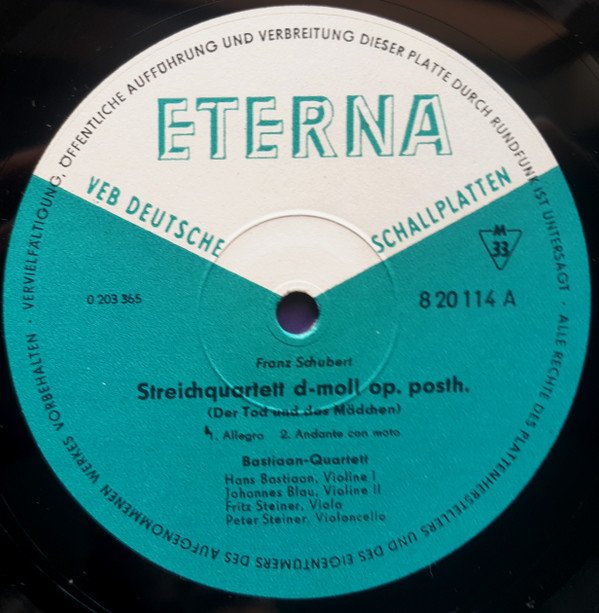 VERVIELFÄLTIGUNG, ÖFFENTLICHE AUFFÜHRUNG UND VERBREITUNG DIESER PLATTE DURCH RUNDFUNK IST UNTERSAGT · ALLE RECHTE DES PLATTENHERSTELLERS UND DES EIGENTÜMERS DES AUFGENOMMENEN WERKES VORBEHALTEN ·
ETERNA
VEB DEUTSCHE SCHALLPLATTEN
M
33
0 203 365
8 20 114 A
Franz Schubert
Streichquartett d-moll op. posth.
(Der Tod und das Mädchen)
1. Allegro 2. Andante con moto
Bastiaan-Quartett
Hans Bastiaan, Violine I
Johannes Blau, Violine II
Fritz Steiner, Viola
Peter Steiner, Violoncello